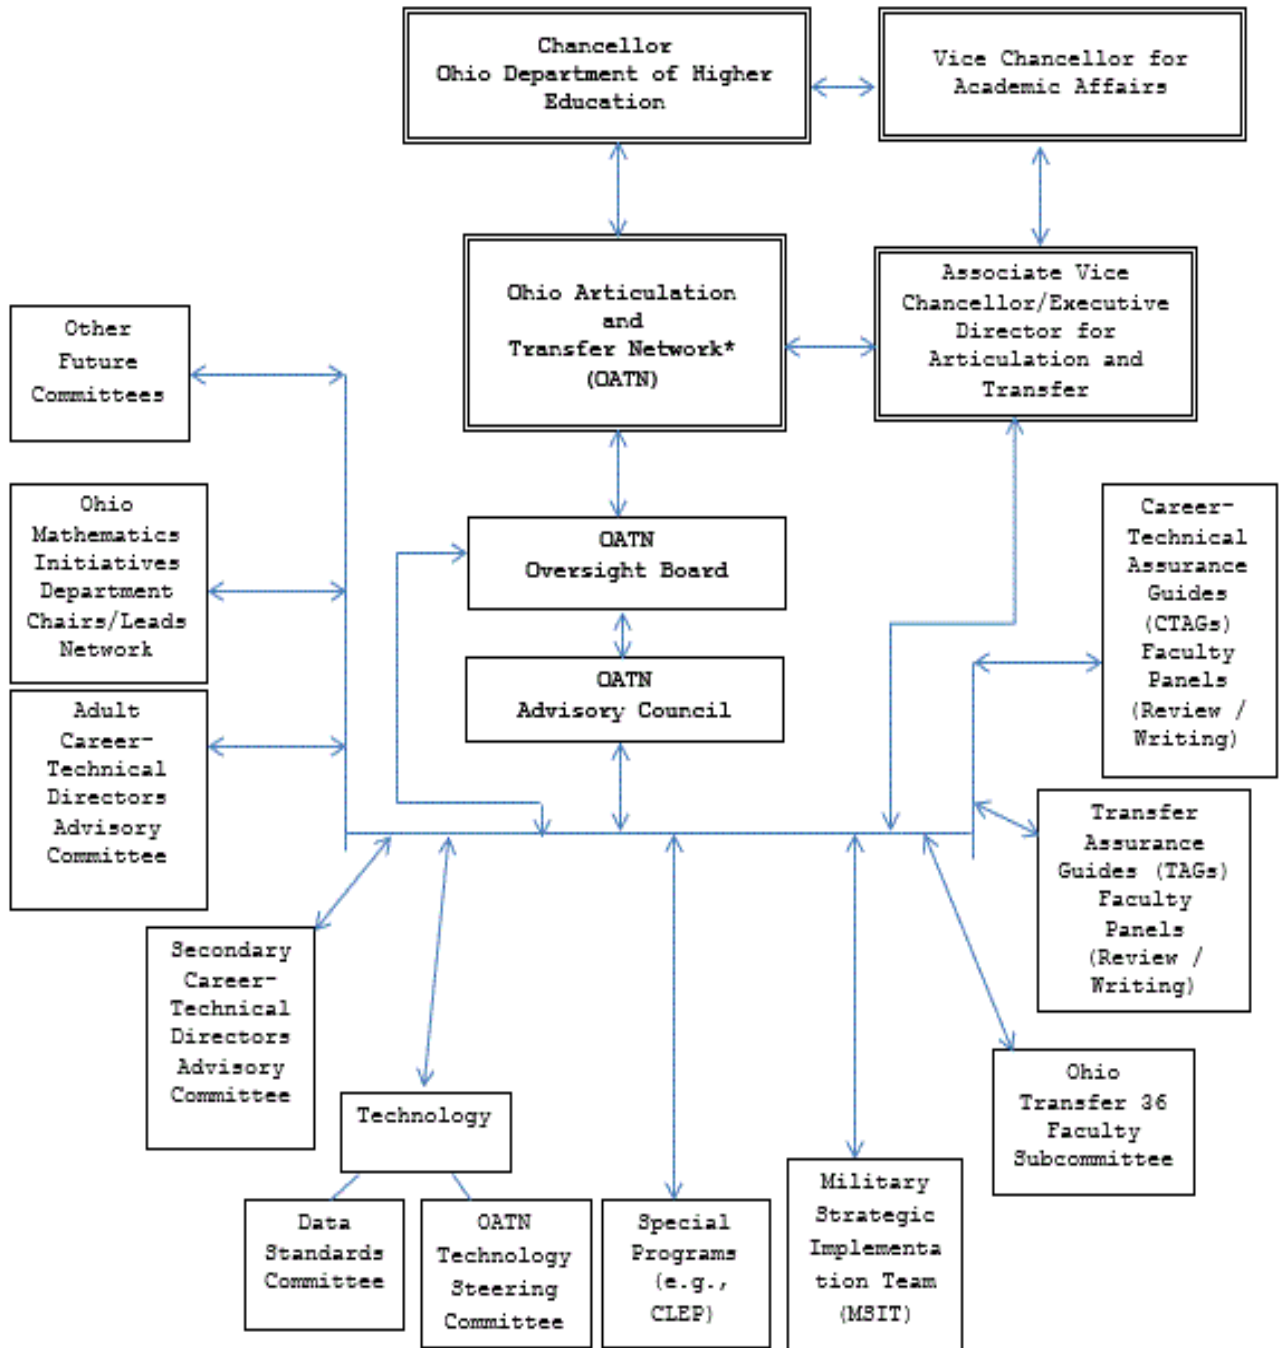 Chancellor
Ohio Department of Higher
Education
Vice Chancellor for
Academic Affairs
Ohio Articulation
and
Transfer Network*
(OATN)
Associate Vice
Chancellor/Executive
Director for
Articulation and
Transfer
Other
Future
Committees
Ohio
Mathematics
Initiatives
Department
Chairs/Leads
Network
OATN
Oversight Board
Career-
Technical
Assurance
Guides
(CTAGs)
Faculty
Panels
(Review /
Writing)
OATN
Advisory Council
Adult
Career-
Technical
Directors
Advisory
Committee
Transfer
Assurance
Guides (TAGs)
Faculty
Panels
(Review /
Writing)
Secondary
Career-
Technical
Directors
Advisory
Committee
Technology
Ohio
Transfer 36
Faculty
Subcommittee
Data
Standards
Committee
OATN
Technology
Steering
Committee
Special
Programs
(e.g.,
CLEP)
Military
Strategic
Implementa
tion Team
(MSIT)